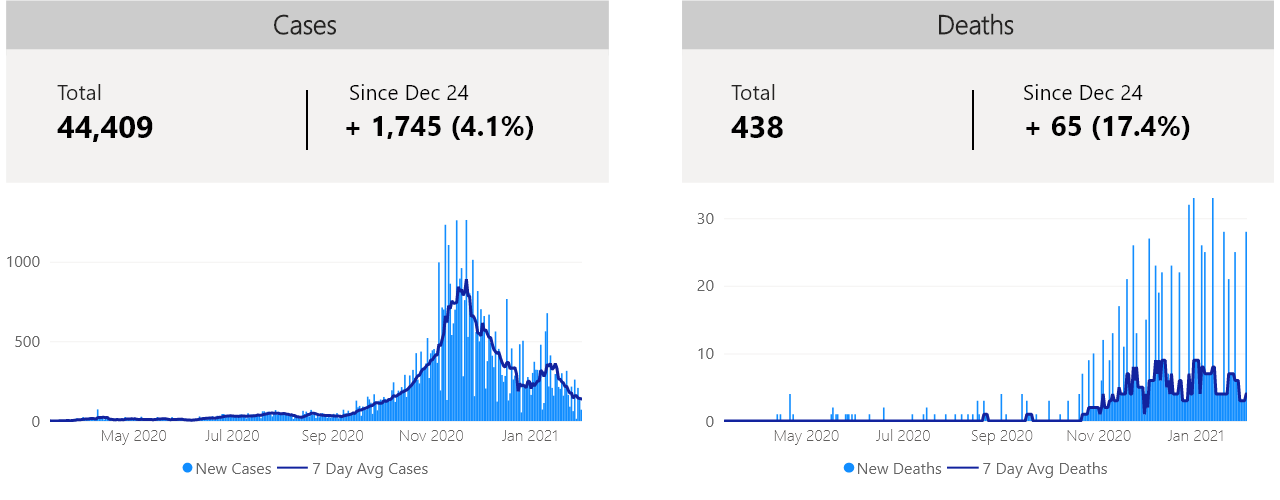 Cases
Total
44,409
Since Dec 24
+ 1,745 (4.1%)
1000
500
0
May 2020 Jul 2020 Sep 2020 Nov 2020 Jan 2021
New Cases 7 Day Avg Cases
Deaths
Total
438
Since Dec 24
+ 65 (17.4%)
30
20
10
0
May 2020 Jul 2020 Sep 2020 Nov 2020 Jan 2021
New Deaths 7 Day Avg Deaths